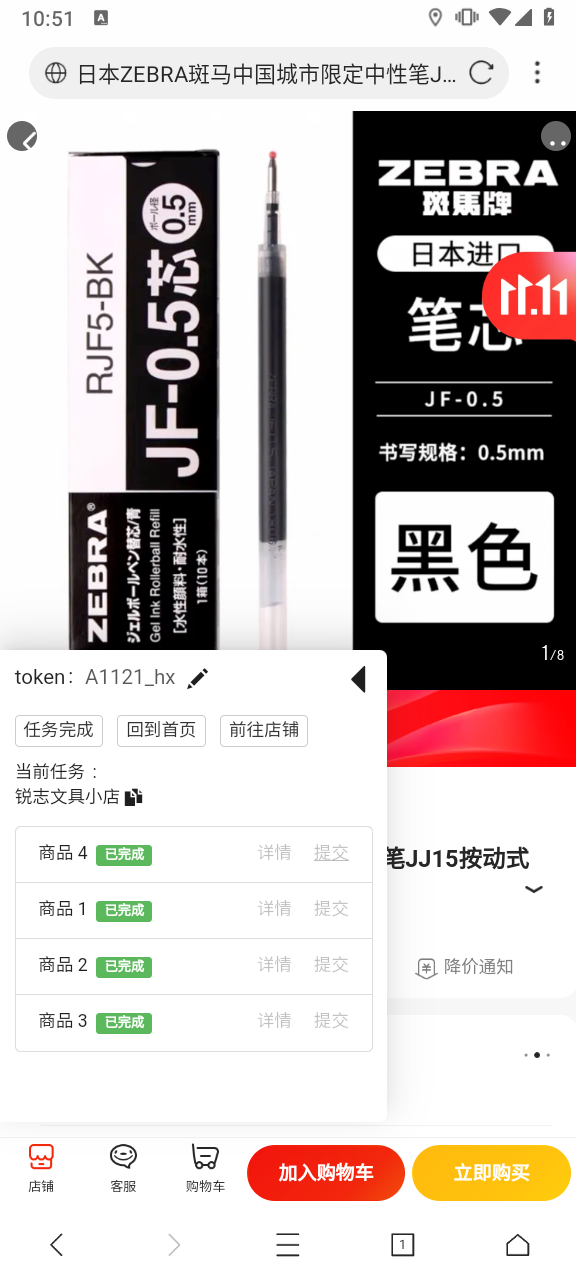 10:51
A
日本ZEBRA斑马中国城市限定中性笔J...
ZEBRA
斑馬牌
日本进口
11.11
笔芯
JF-0.5
书写规格：0.5mm
黑色
RJF5-BK
JF-0.5芯
ボール径
0.5
mm
ZEBRA®
ジェルボールペン替芯/青
Gel Ink Rollerball Refill
[水性顔料・耐水性]
1箱(10本)
1/8
token： A1121_hx
任务完成 回到首页 前往店铺
当前任务 ：
锐志文具小店
商品 4 已完成 详情 提交
商品 1 已完成 详情 提交
商品 2 已完成 详情 提交
商品 3 已完成 详情 提交
笔JJ15按动式
降价通知
店铺 客服 购物车 加入购物车 立即购买
1